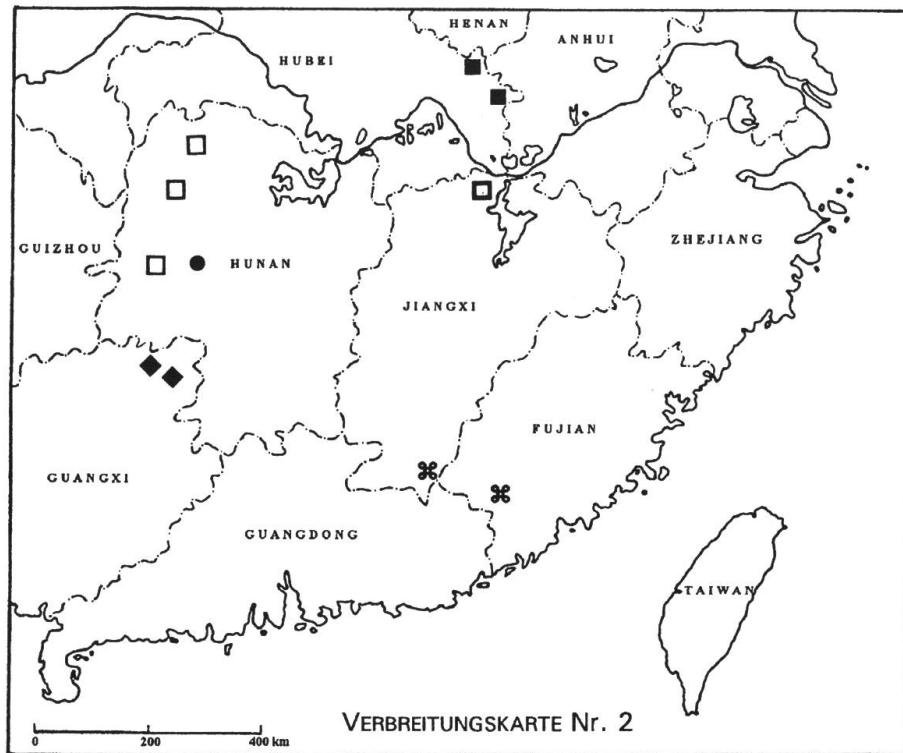 HENAN
ANHUI
HUBEI
GUIZHOU
HUNAN
ZHEJIANG
JIANGXI
FUJIAN
GUANGXI
GUANGDONG
TAIWAN
VERBREITUNGSKARTE NR. 2
0 200 400 km